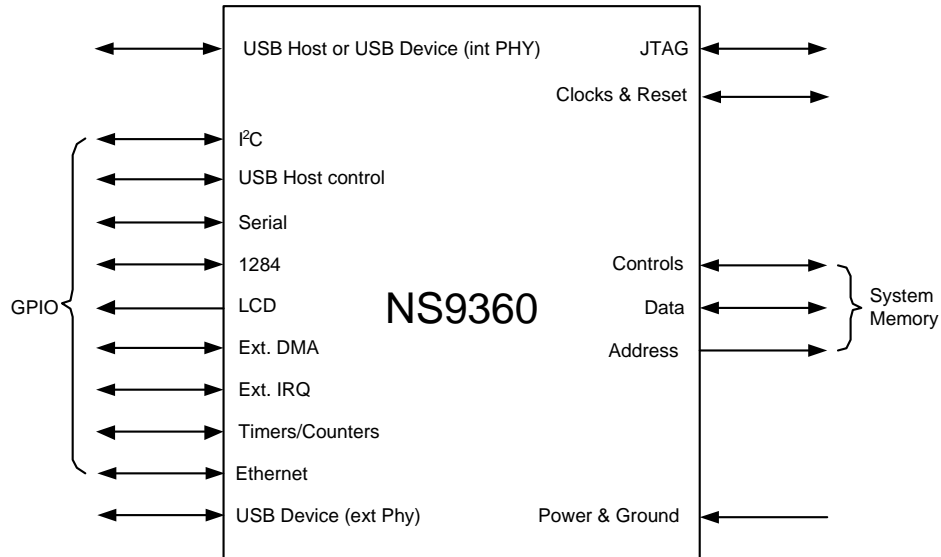 USB Host or USB Device (int PHY)
JTAG
Clocks & Reset
I²C
USB Host control
Serial
1284
LCD
Ext. DMA
Ext. IRQ
Timers/Counters
Ethernet
USB Device (ext Phy)
GPIO
NS9360
Controls
Data
Address
System
Memory
Power & Ground